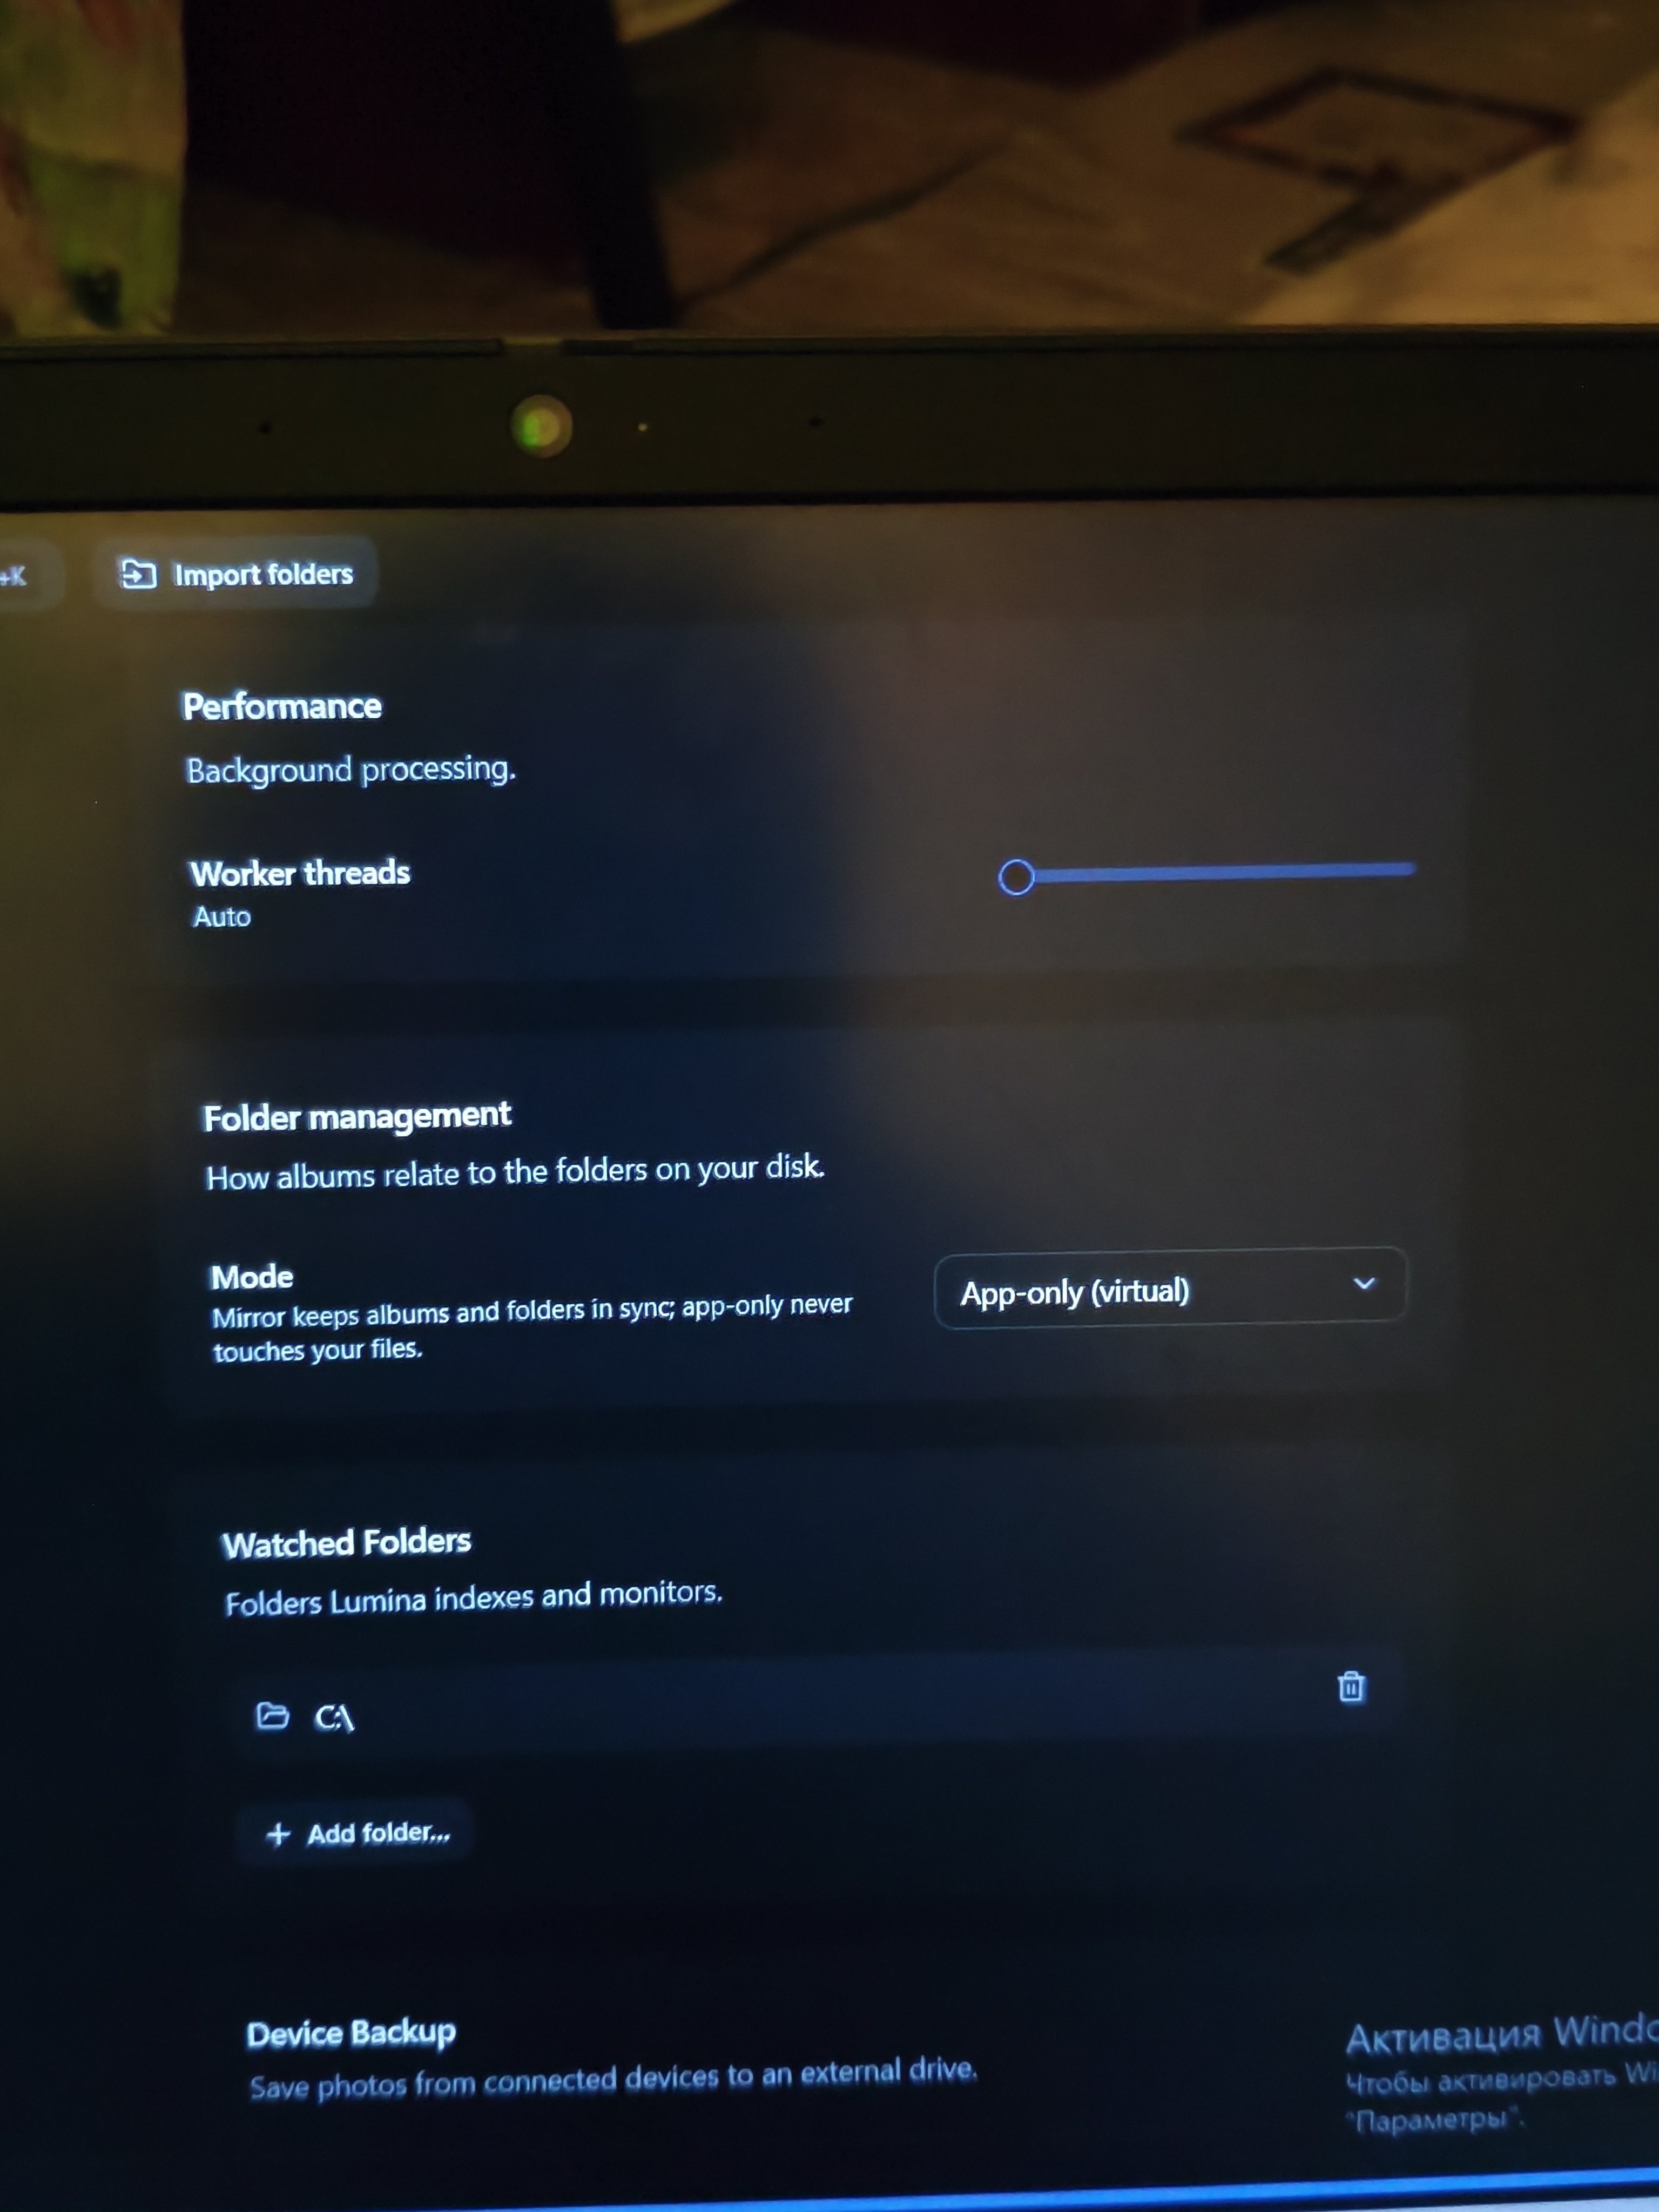 +K
Import folders
Performance
Background processing.
Worker threads
Auto
Folder management
How albums relate to the folders on your disk.
Mode
Mirror keeps albums and folders in sync; app-only never
touches your files.
App-only (virtual)
Watched Folders
Folders Lumina indexes and monitors.
C:\
+ Add folder...
Device Backup
Save photos from connected devices to an external drive.
Активация Windo
Чтобы активировать Wi
"Параметры".